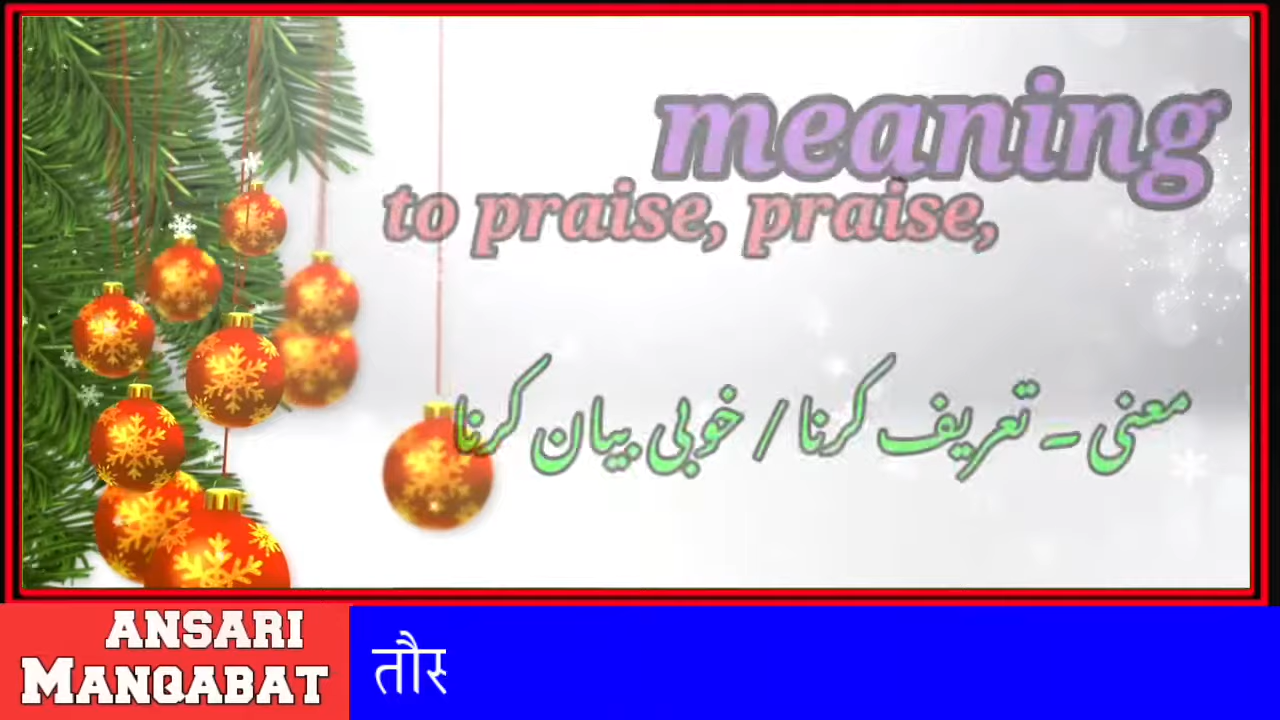 meaning
to praise, praise,
معنی ۔ تعریف کرنا / خوبی بیان کرنا
ANSARI
MANQABAT